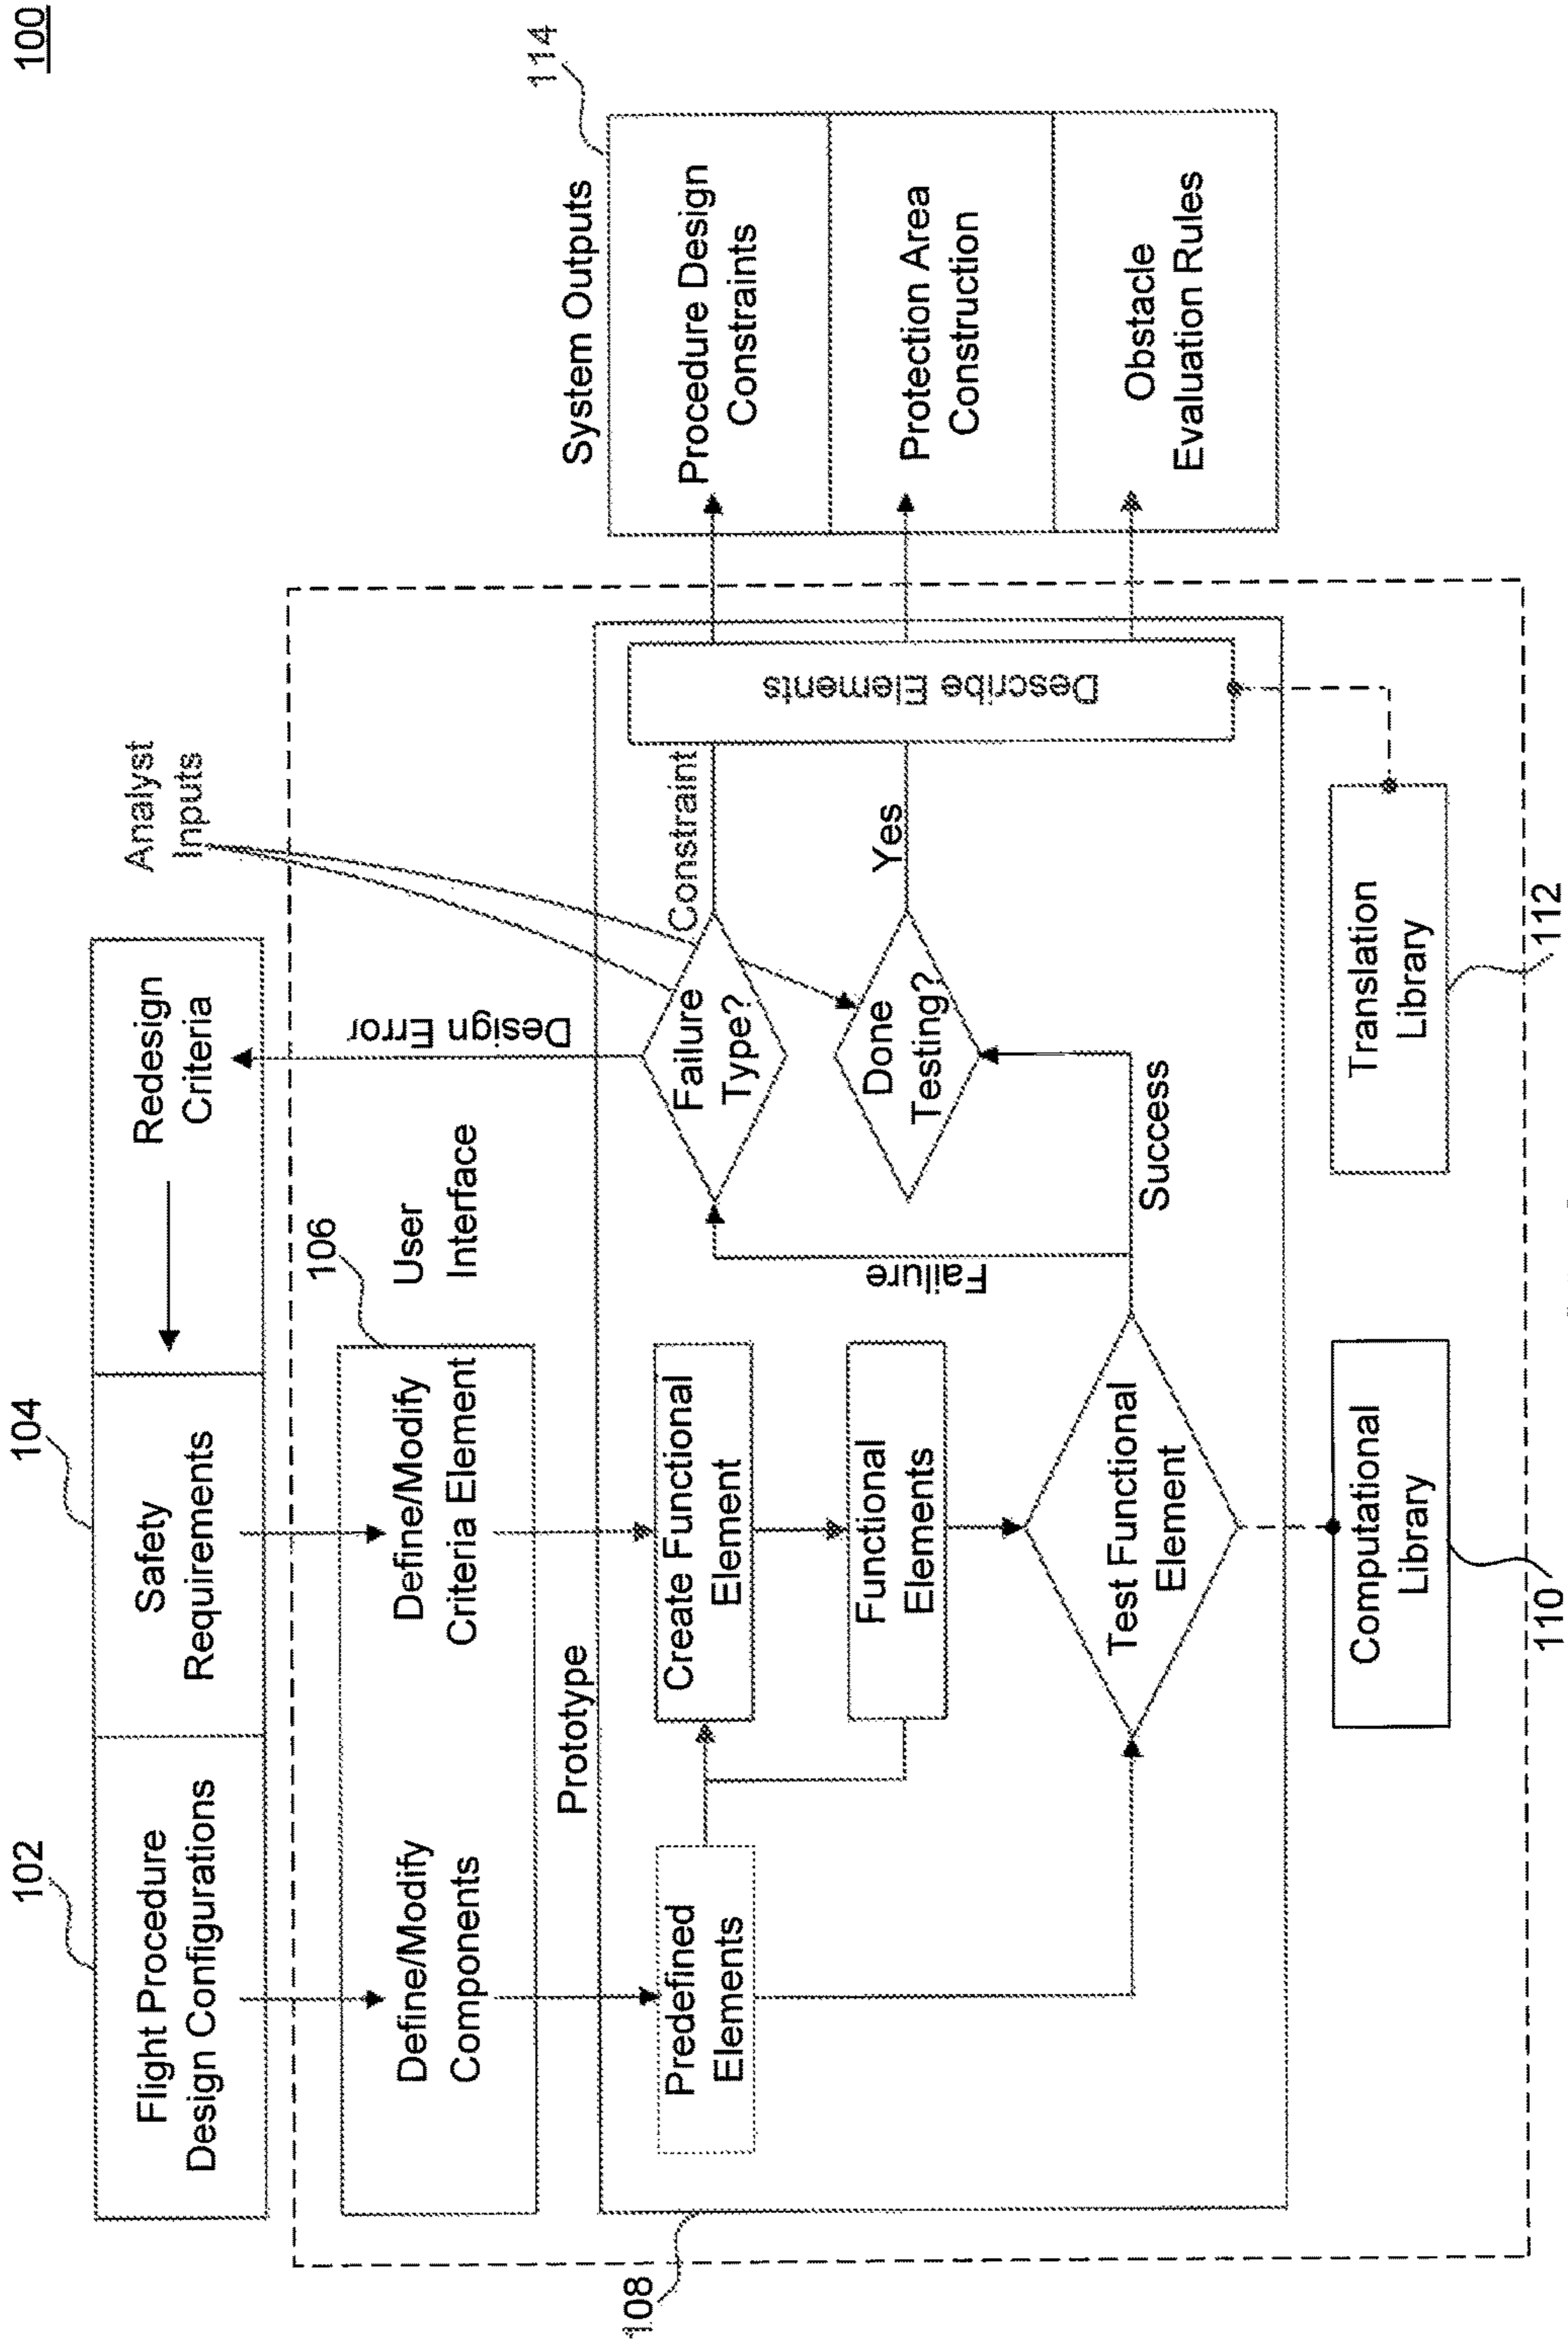 100
102
104
Flight Procedure
Design Configurations
Safety
Requirements
Redesign
Criteria
Analyst
Inputs
106
Define/Modify
Components
Define/Modify
Criteria Element
User
Interface
Design Error
Prototype
108
Predefined
Elements
Create Functional
Element
Functional
Elements
Test Functional
Element
Failure
Success
Failure
Type?
Constraint
Done
Testing?
Yes
Describe Elements
Computational
Library
110
Translation
Library
112
System Outputs
114
Procedure Design
Constraints
Protection Area
Construction
Obstacle
Evaluation Rules